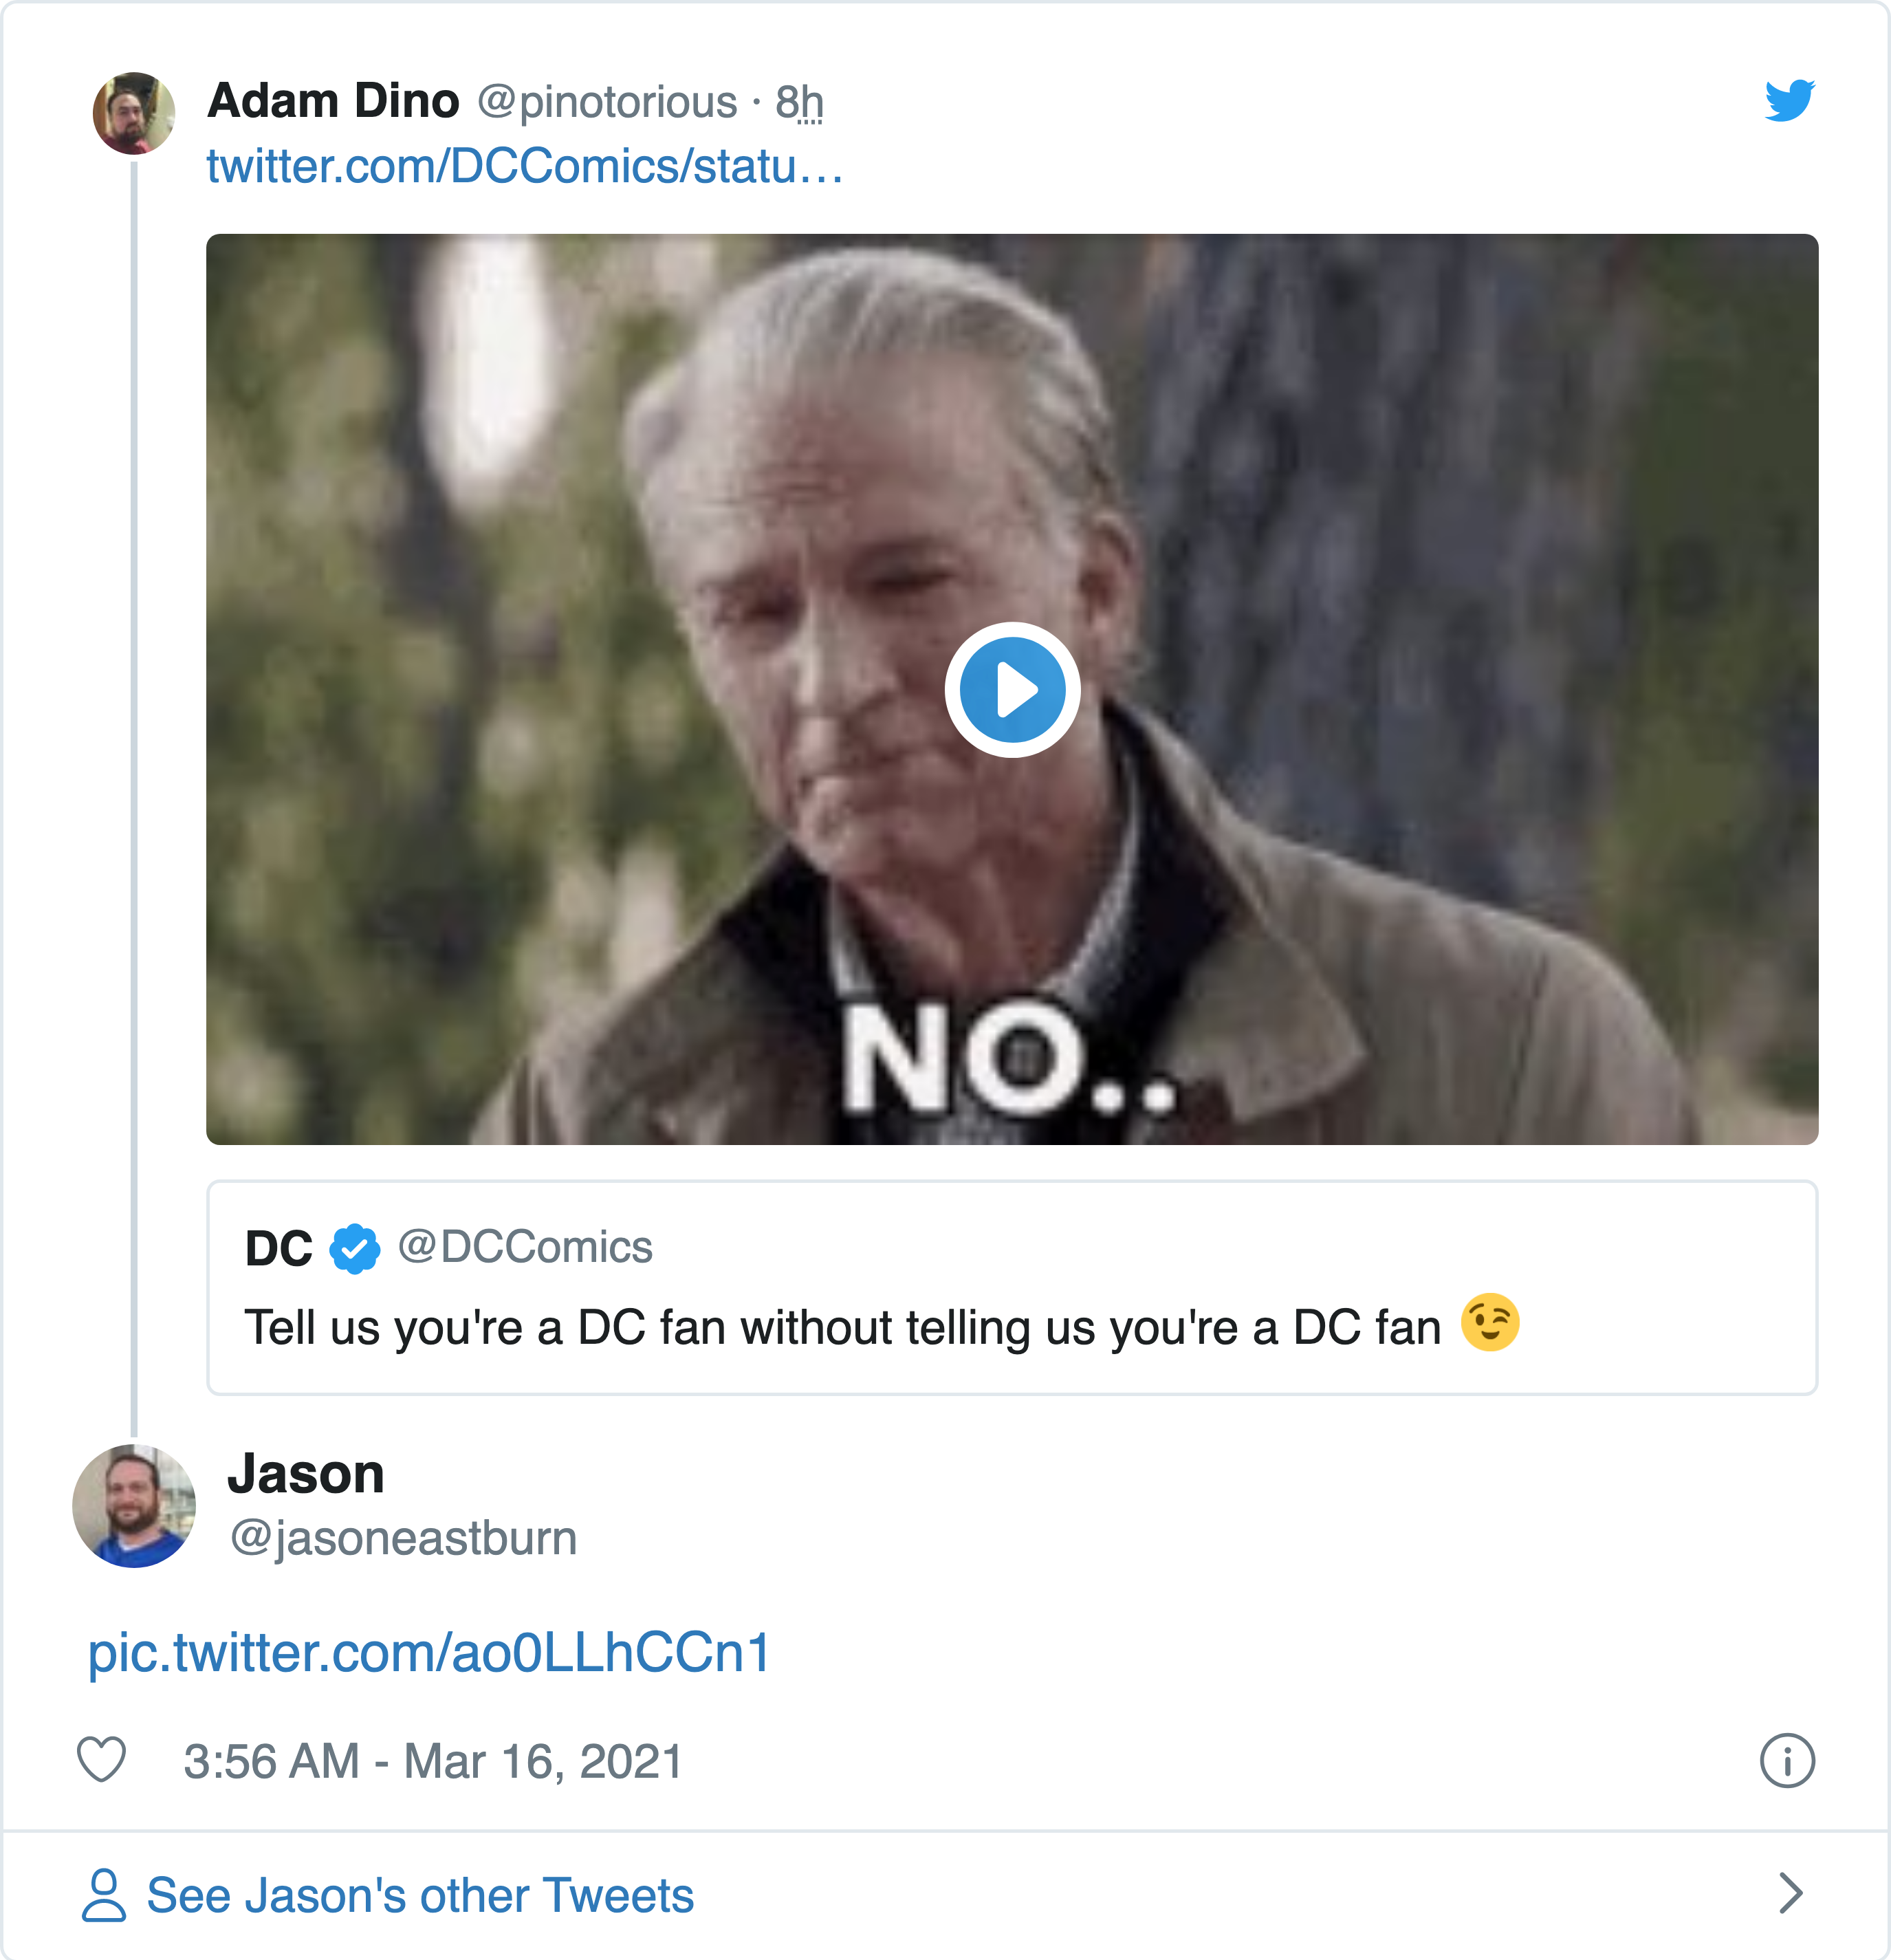 Adam Dino @pinotorious · 8h
twitter.com/DCComics/statu…
NO..
DC @DCComics
Tell us you're a DC fan without telling us you're a DC fan 😉
Jason
@jasoneastburn
pic.twitter.com/ao0LLhCCn1
3:56 AM - Mar 16, 2021
See Jason's other Tweets